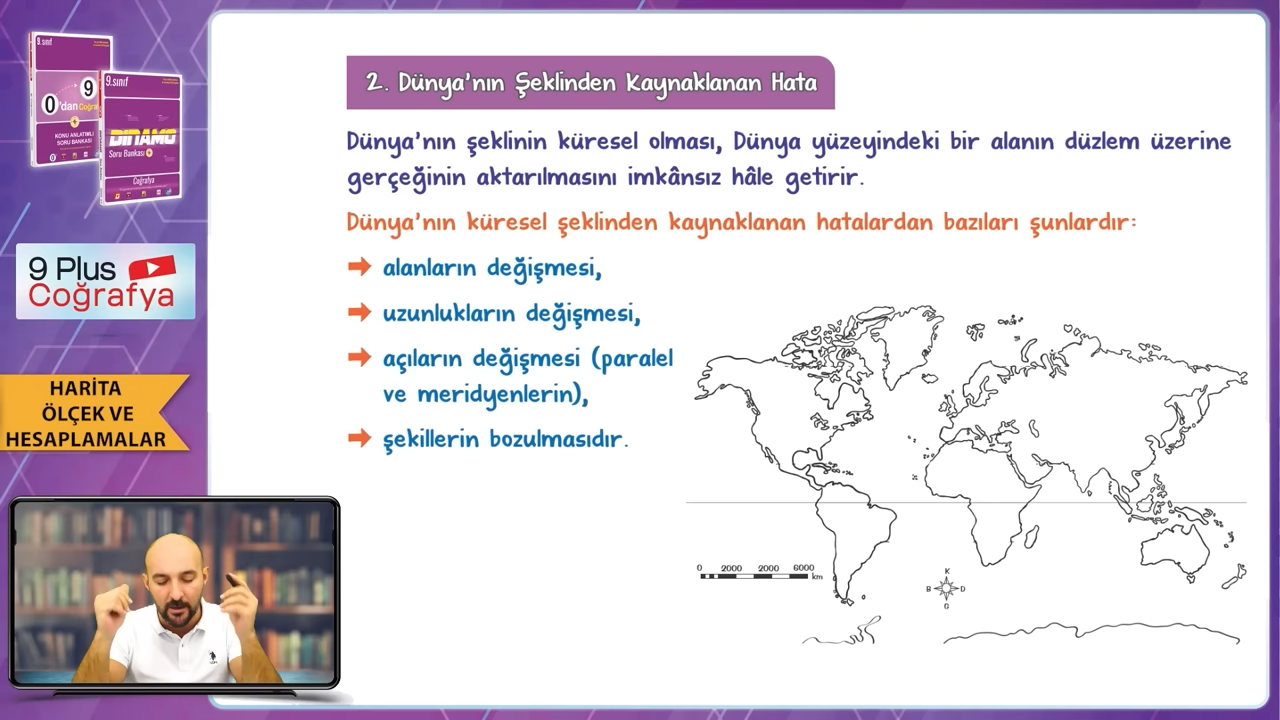 9.sınıf
0'dan 9
KONU ANLATIMLI
SORU BANKASI
9.sınıf
DİNAMO
Soru Bankası
Coğrafya
9 Plus
Coğrafya
HARİTA
ÖLÇEK VE
HESAPLAMALAR
2. Dünya'nın Şeklinden Kaynaklanan Hata
Dünya'nın şeklinin küresel olması, Dünya yüzeyindeki bir alanın düzlem üzerine
gerçeğinin aktarılmasını imkânsız hâle getirir.
Dünya'nın küresel şeklinden kaynaklanan hatalardan bazıları şunlardır:
alanların değişmesi,
uzunlukların değişmesi,
açıların değişmesi (paralel
ve meridyenlerin),
şekillerin bozulmasıdır.
0 2000 2000 6000
km
K
B D
G